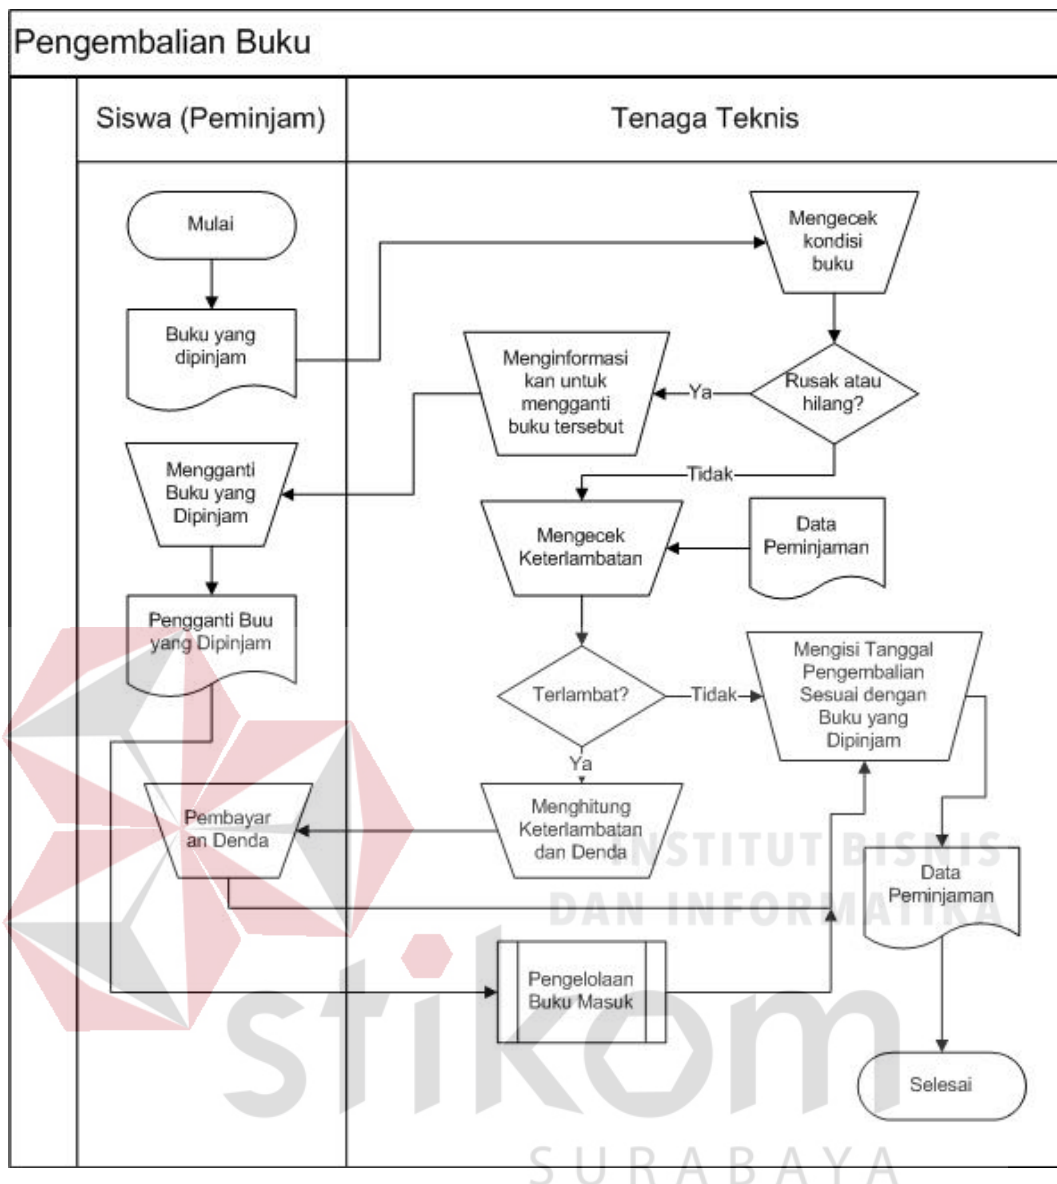 Pengembalian Buku
Siswa (Peminjam)
Tenaga Teknis
Mulai
Mengecek
kondisi
buku
Buku yang
dipinjam
Menginformasi
kan untuk
mengganti
buku tersebut
Ya
Rusak atau
hilang?
Tidak
Mengganti
Buku yang
Dipinjam
Mengecek
Keterlambatan
Data
Peminjaman
Pengganti Buu
yang Dipinjam
Terlambat?
Tidak
Mengisi Tanggal
Pengembalian
Sesuai dengan
Buku yang
Dipinjam
Ya
Pembayar
an Denda
Menghitung
Keterlambatan
dan Denda
INSTITUT BISNIS
DAN INFORMATIKA
Data
Peminjaman
Pengelolaan
Buku Masuk
stikom
Selesai
SURABAYA